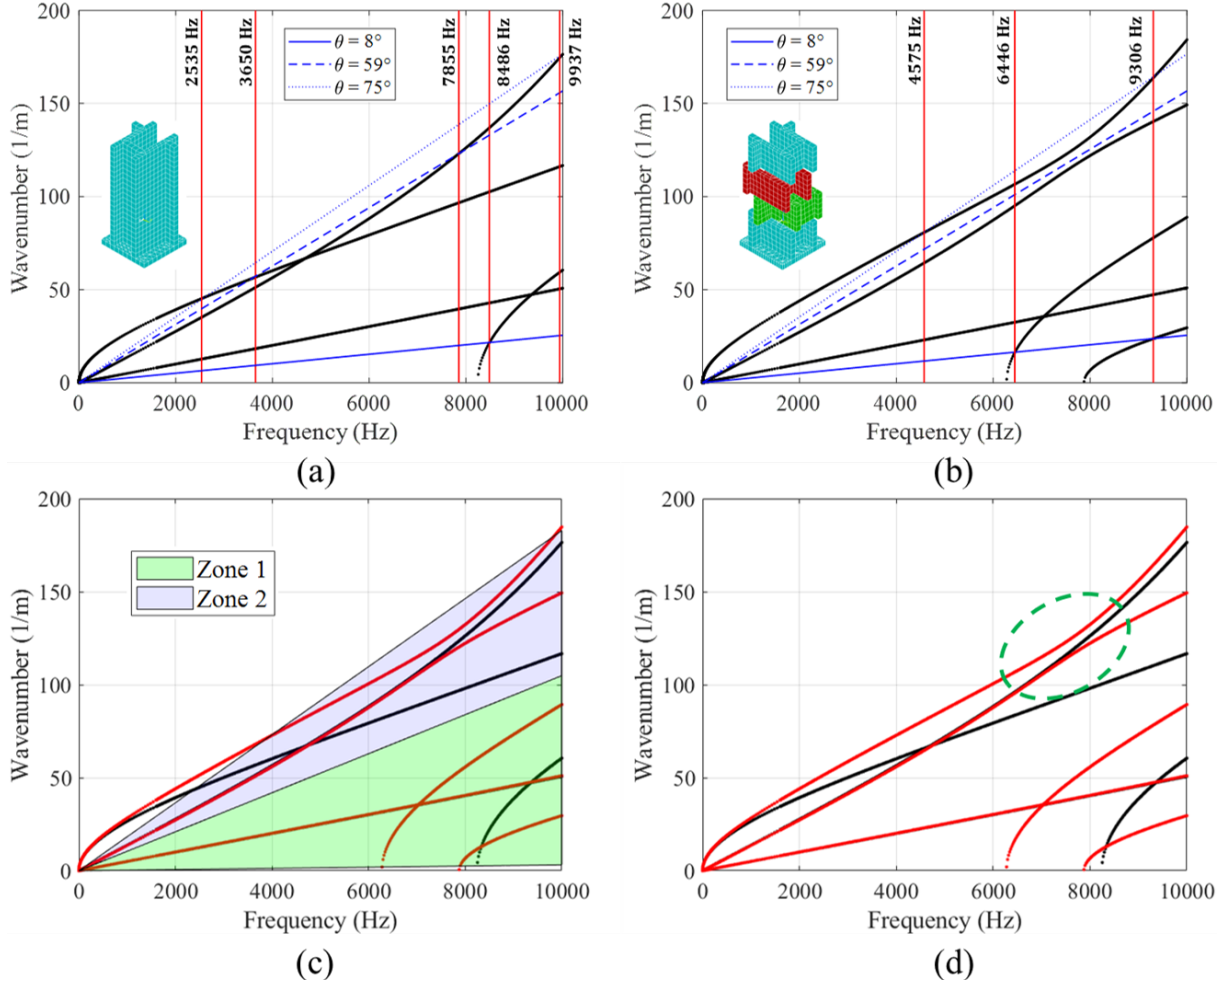 200
150
100
50
0
Wavenumber (1/m)
θ = 8°
θ = 59°
θ = 75°
2535 Hz
3650 Hz
7855 Hz
8486 Hz
9937 Hz
0 2000 4000 6000 8000 10000
Frequency (Hz)
(a)
200
150
100
50
0
Wavenumber (1/m)
θ = 8°
θ = 59°
θ = 75°
4575 Hz
6446 Hz
9306 Hz
0 2000 4000 6000 8000 10000
Frequency (Hz)
(b)
200
150
100
50
0
Wavenumber (1/m)
Zone 1
Zone 2
0 2000 4000 6000 8000 10000
Frequency (Hz)
(c)
200
150
100
50
0
Wavenumber (1/m)
0 2000 4000 6000 8000 10000
Frequency (Hz)
(d)